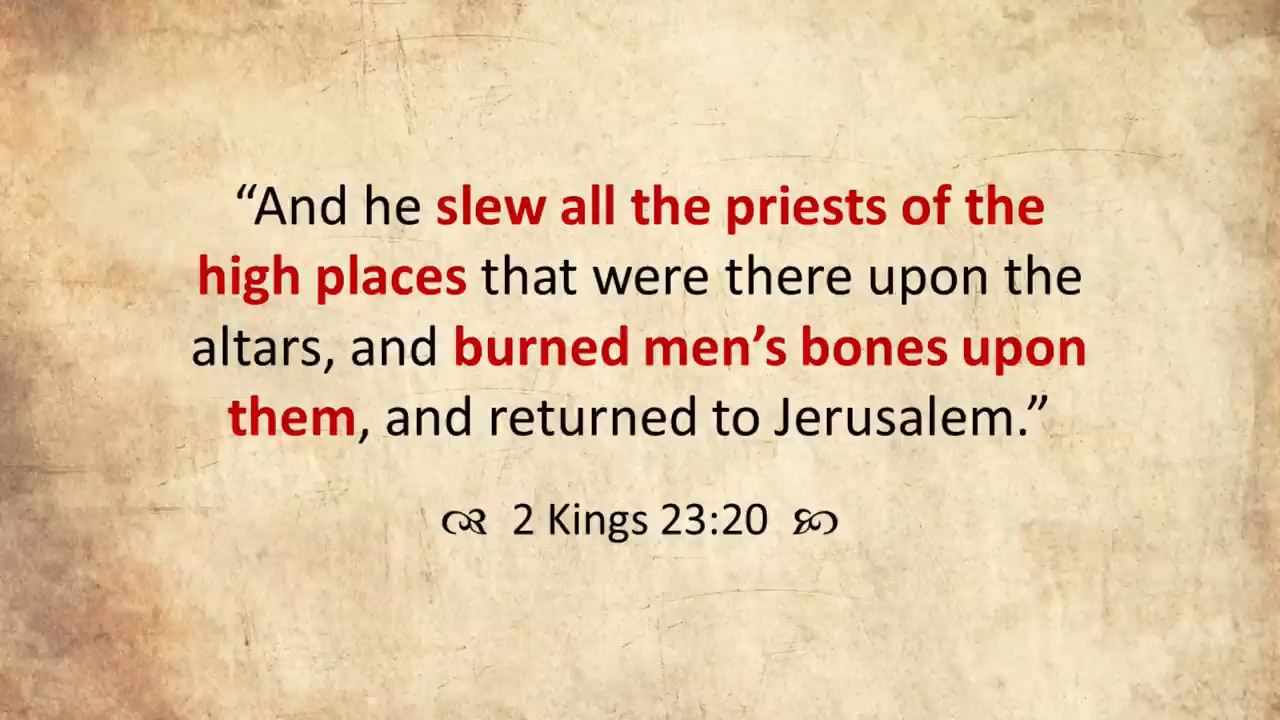 “And he slew all the priests of the
high places that were there upon the
altars, and burned men’s bones upon
them, and returned to Jerusalem.”
2 Kings 23:20